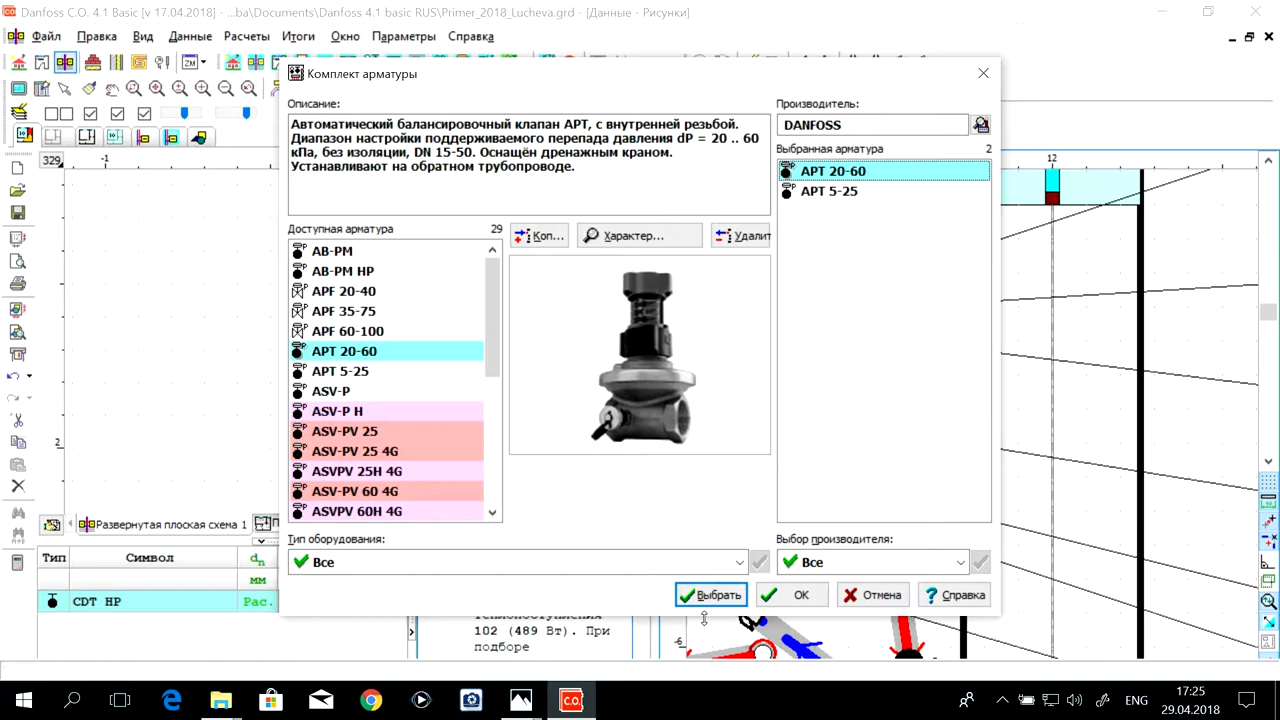 Danfoss C.O. 4.1 Basic [v 17.04.2018] - ...ba\Documents\Danfoss 4.1 basic RUS\Primer_2018_Lucheva.grd - [Данные - Рисунки]
Файл Правка Вид Данные Расчеты Итоги Окно Параметры Справка
Комплект арматуры
Описание:
Автоматический балансировочный клапан APT, с внутренней резьбой.
Диапазон настройки поддерживаемого перепада давления dP = 20 .. 60
кПа, без изоляции, DN 15-50. Оснащён дренажным краном.
Устанавливают на обратном трубопроводе.
Производитель:
DANFOSS
Выбранная арматура 2
APT 20-60
APT 5-25
Доступная арматура 29
Коп...
Характер...
Удалит
AB-PM
AB-PM HP
APF 20-40
APF 35-75
APF 60-100
APT 20-60
APT 5-25
ASV-P
ASV-P H
ASV-PV 25
ASV-PV 25 4G
ASVPV 25H 4G
ASV-PV 60 4G
ASVPV 60H 4G
Тип оборудования:
Все
Выбор производителя:
Все
Выбрать
OK
Отмена
Справка
329
-1
12
2
Развернутая плоская схема 1
Тип Символ dn
мм
CDT HP Рас.
102 (489 Вт). При
подборе
-6
ENG
17:25
29.04.2018